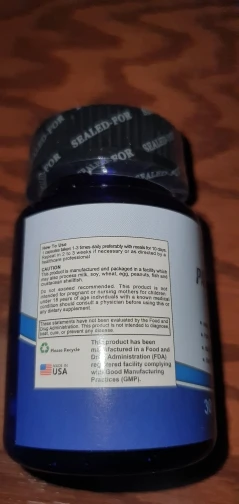 SEALED-FOR
SEALED-FOR
SEALED-FOR
How To Use
1 capsules taken 1-3 times daily preferably with meals for 10 days.
Repeat in 2 to 3 weeks if necessary or as directed by a
healthcare professional
CAUTION
This product is manufactured and packaged in a facility which
may also process milk, soy, wheat, egg, peanuts, fish and
crustacean shellfish.
Do not exceed recommended. This product is not
intended for pregnant or nursing mothers for children
under 18 years of age individuals with a known medical
condition should consult a physician before using this or
any dietary supplement.
These statements have not been evaluated by the Food and
Drug Administration. This product is not intended to diagnose,
treat, cure, or prevent any disease.
Please Recycle
MADE IN
USA
This product has been
manufactured in a Food and
Drug Administration (FDA)
registered facility complying
with Good Manufacturing
Practices (GMP).
30